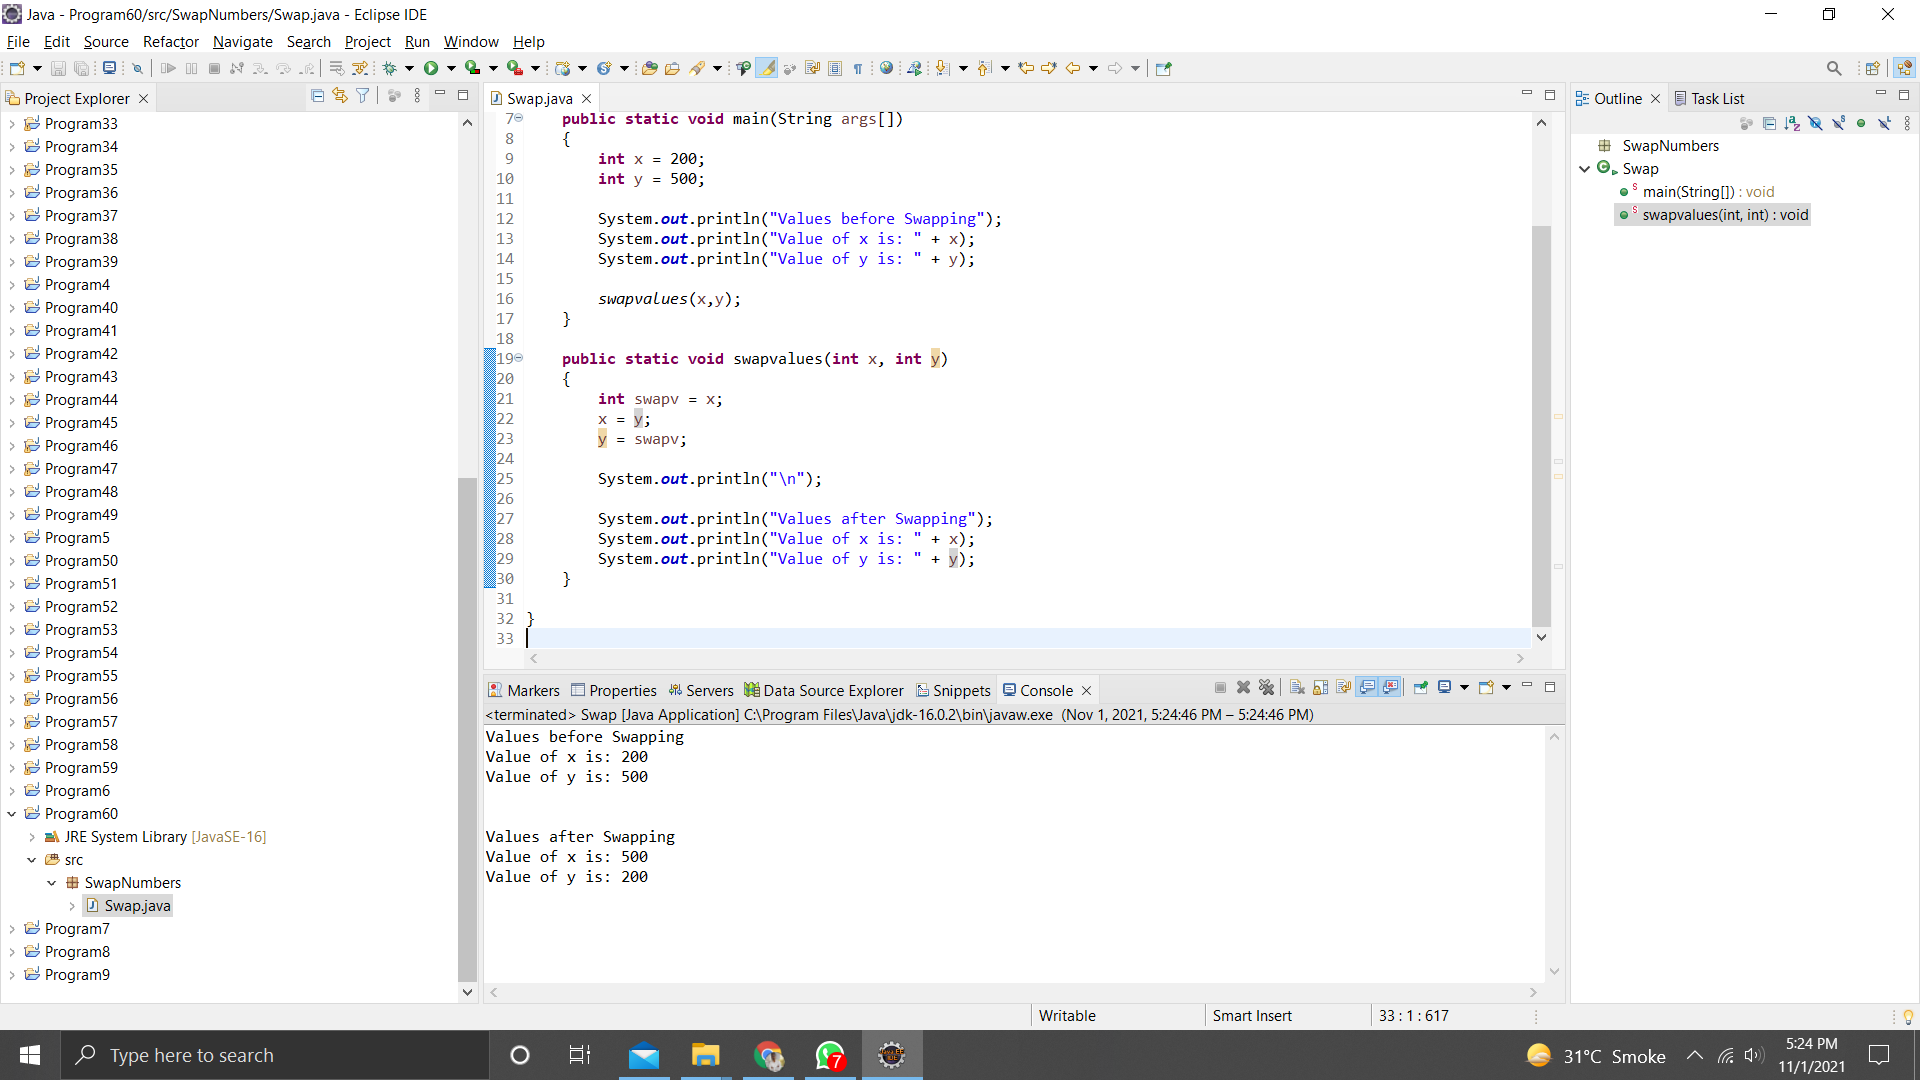 Java - Program60/src/SwapNumbers/Swap.java - Eclipse IDE
File Edit Source Refactor Navigate Search Project Run Window Help
Project Explorer
Program33
Program34
Program35
Program36
Program37
Program38
Program39
Program4
Program40
Program41
Program42
Program43
Program44
Program45
Program46
Program47
Program48
Program49
Program5
Program50
Program51
Program52
Program53
Program54
Program55
Program56
Program57
Program58
Program59
Program6
Program60
JRE System Library [JavaSE-16]
src
SwapNumbers
Swap.java
Program7
Program8
Program9
Swap.java
7 public static void main(String args[])
8 {
9 int x = 200;
10 int y = 500;
11
12 System.out.println("Values before Swapping");
13 System.out.println("Value of x is: " + x);
14 System.out.println("Value of y is: " + y);
15
16 swapvalues(x,y);
17 }
18
19 public static void swapvalues(int x, int y)
20 {
21 int swapv = x;
22 x = y;
23 y = swapv;
24
25 System.out.println("\n");
26
27 System.out.println("Values after Swapping");
28 System.out.println("Value of x is: " + x);
29 System.out.println("Value of y is: " + y);
30 }
31
32 }
33
Markers Properties Servers Data Source Explorer Snippets Console
<terminated> Swap [Java Application] C:\Program Files\Java\jdk-16.0.2\bin\javaw.exe (Nov 1, 2021, 5:24:46 PM – 5:24:46 PM)
Values before Swapping
Value of x is: 200
Value of y is: 500
Values after Swapping
Value of x is: 500
Value of y is: 200
Outline Task List
SwapNumbers
Swap
main(String[]) : void
swapvalues(int, int) : void
Writable Smart Insert 33 : 1 : 617
Type here to search
7
31°C Smoke
5:24 PM
11/1/2021